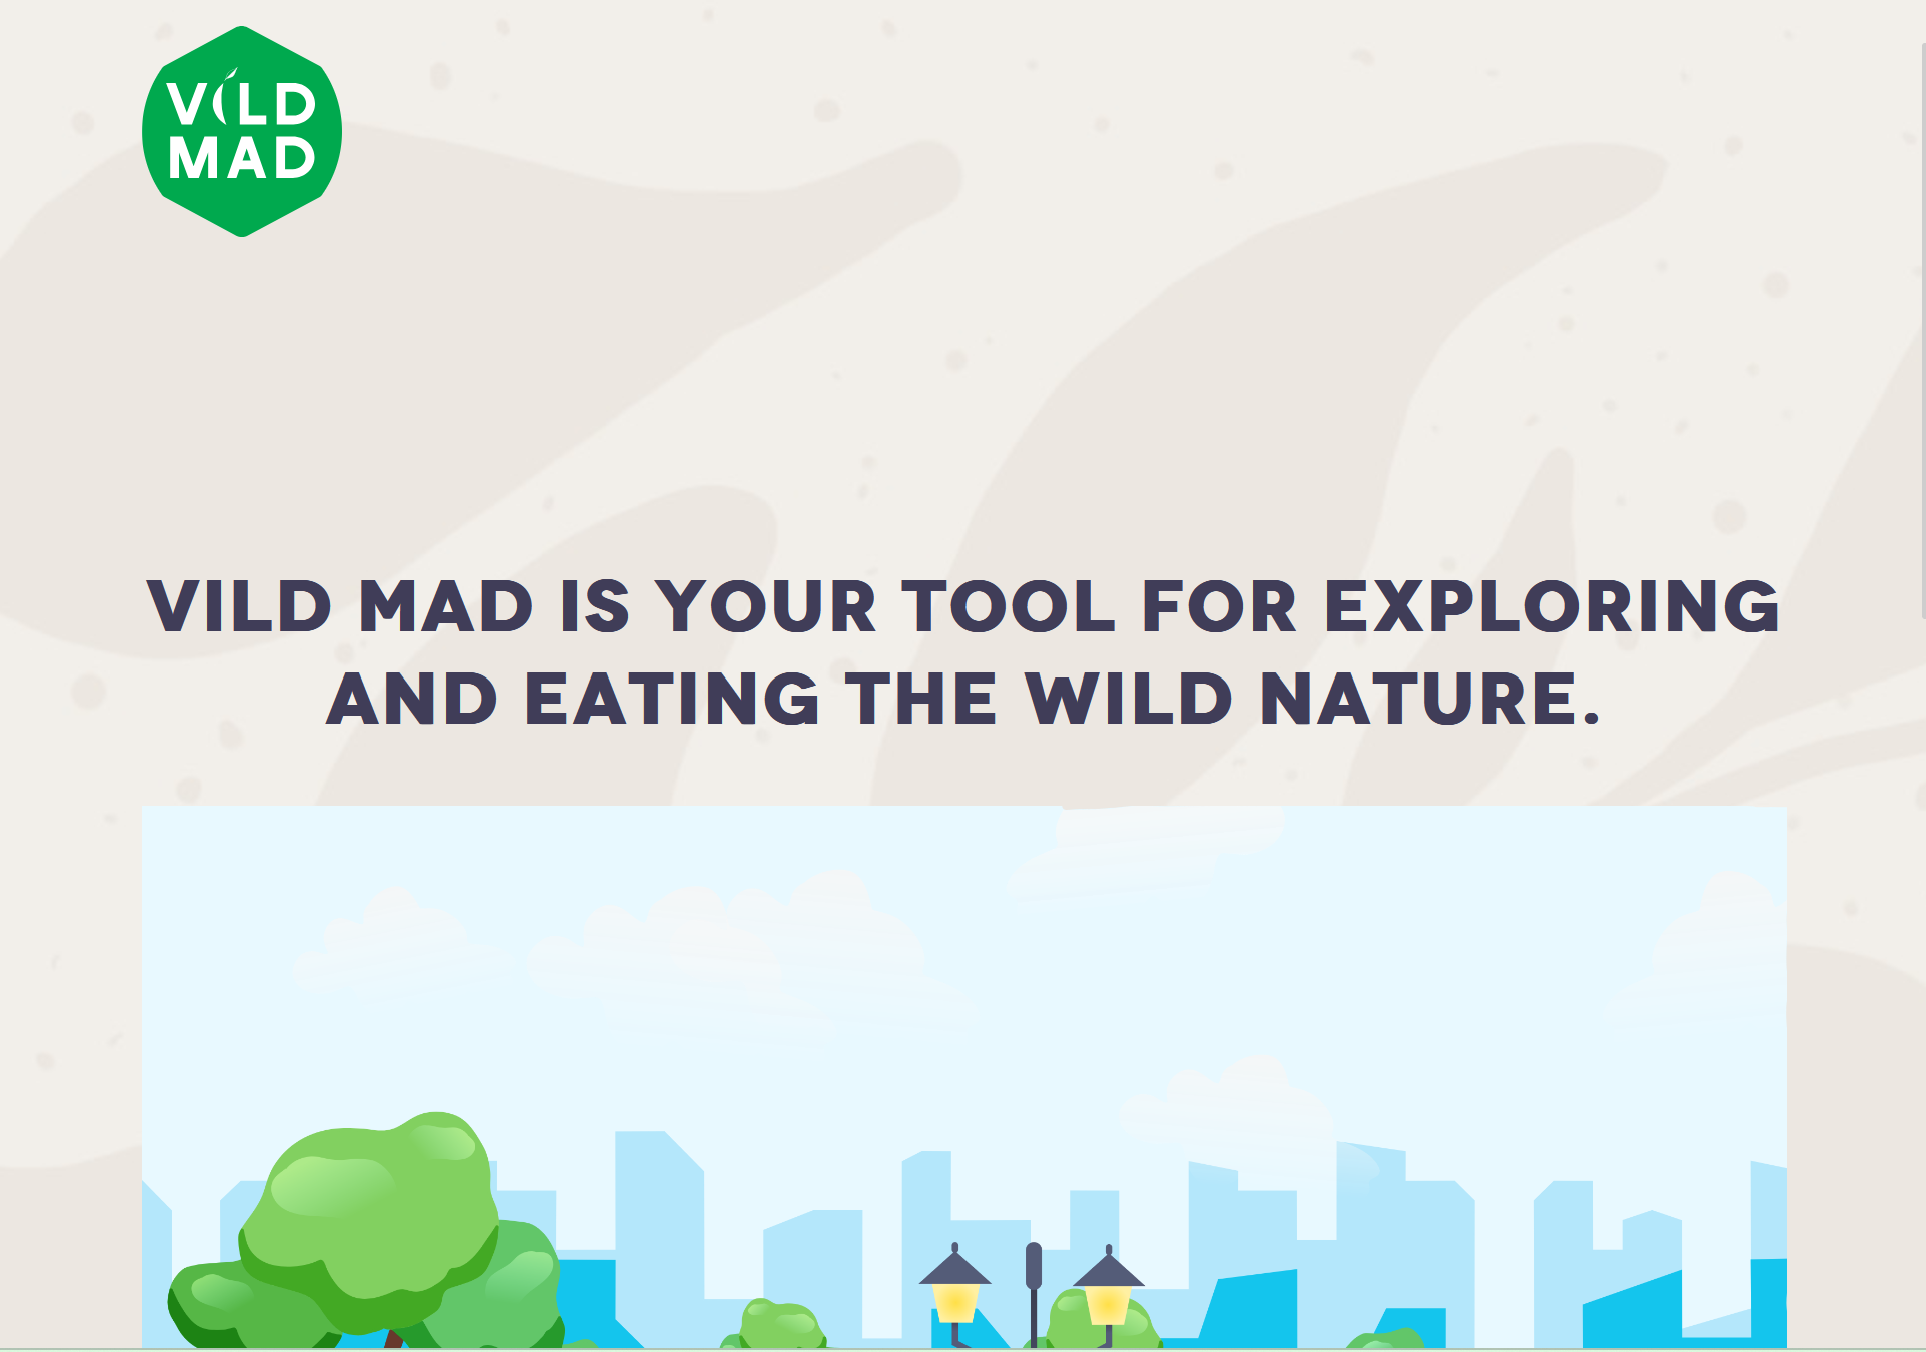 VILD
MAD
VILD MAD IS YOUR TOOL FOR EXPLORING
AND EATING THE WILD NATURE.